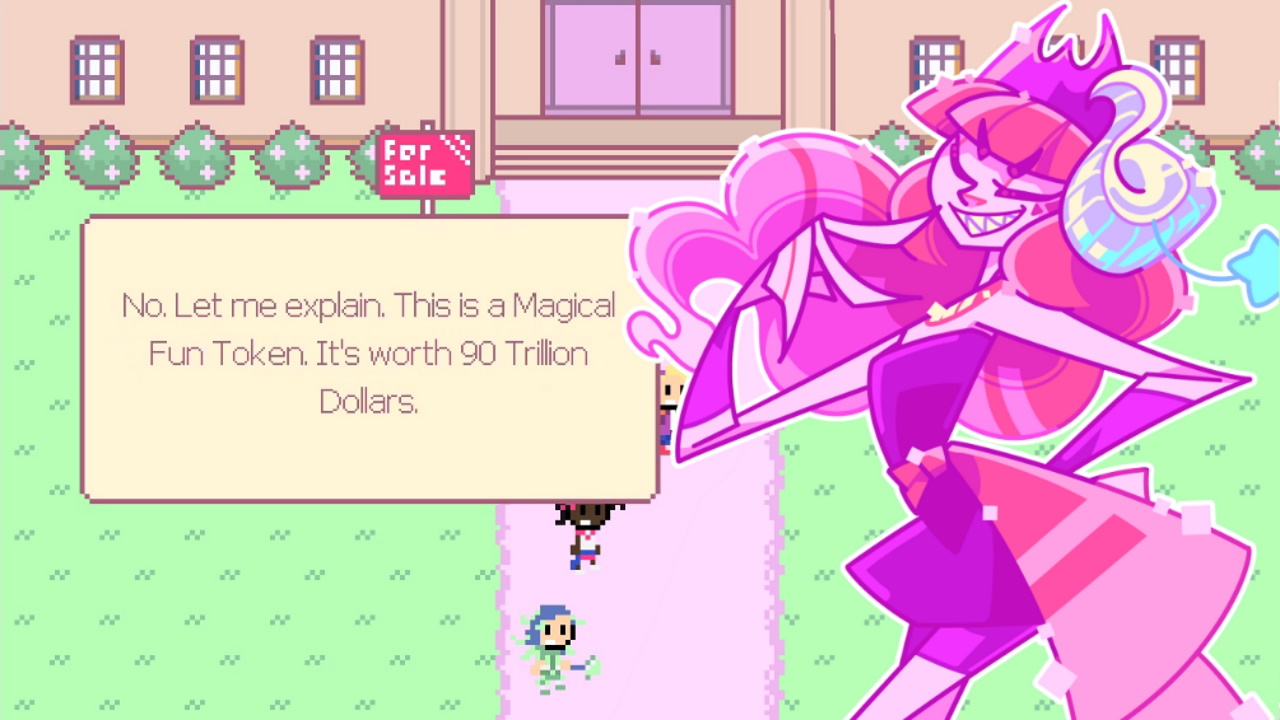 For
Sale
No. Let me explain. This is a Magical
Fun Token. It's worth 90 Trillion
Dollars.